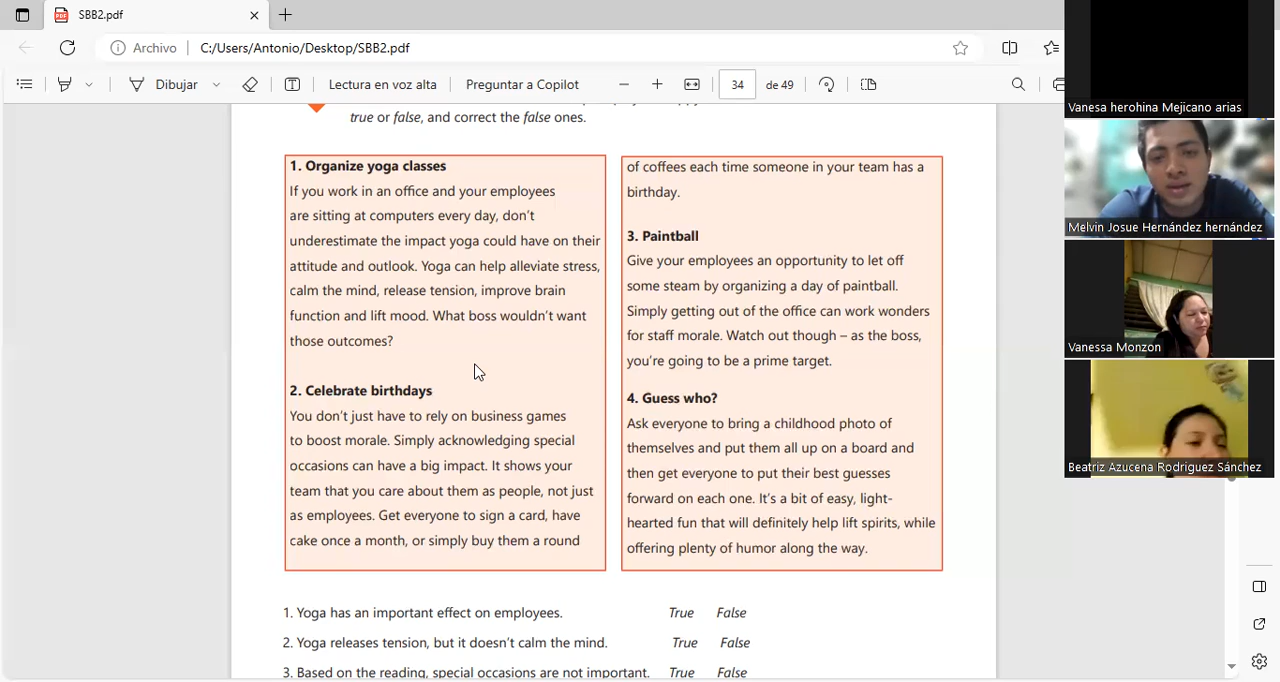 SBB2.pdf
Archivo
C:/Users/Antonio/Desktop/SBB2.pdf
Dibujar
Lectura en voz alta
Preguntar a Copilot
34
de 49
true or false, and correct the false ones.
1. Organize yoga classes
If you work in an office and your employees
are sitting at computers every day, don't
underestimate the impact yoga could have on their
attitude and outlook. Yoga can help alleviate stress,
calm the mind, release tension, improve brain
function and lift mood. What boss wouldn't want
those outcomes?
2. Celebrate birthdays
You don't just have to rely on business games
to boost morale. Simply acknowledging special
occasions can have a big impact. It shows your
team that you care about them as people, not just
as employees. Get everyone to sign a card, have
cake once a month, or simply buy them a round
of coffees each time someone in your team has a
birthday.
3. Paintball
Give your employees an opportunity to let off
some steam by organizing a day of paintball.
Simply getting out of the office can work wonders
for staff morale. Watch out though – as the boss,
you're going to be a prime target.
4. Guess who?
Ask everyone to bring a childhood photo of
themselves and put them all up on a board and
then get everyone to put their best guesses
forward on each one. It's a bit of easy, light-
hearted fun that will definitely help lift spirits, while
offering plenty of humor along the way.
1. Yoga has an important effect on employees. True False
2. Yoga releases tension, but it doesn't calm the mind. True False
3. Based on the reading, special occasions are not important. True False
Vanesa herohina Mejicano arias
Melvin Josue Hernández hernández
Vanessa Monzon
Beatriz Azucena Rodriguez Sánchez